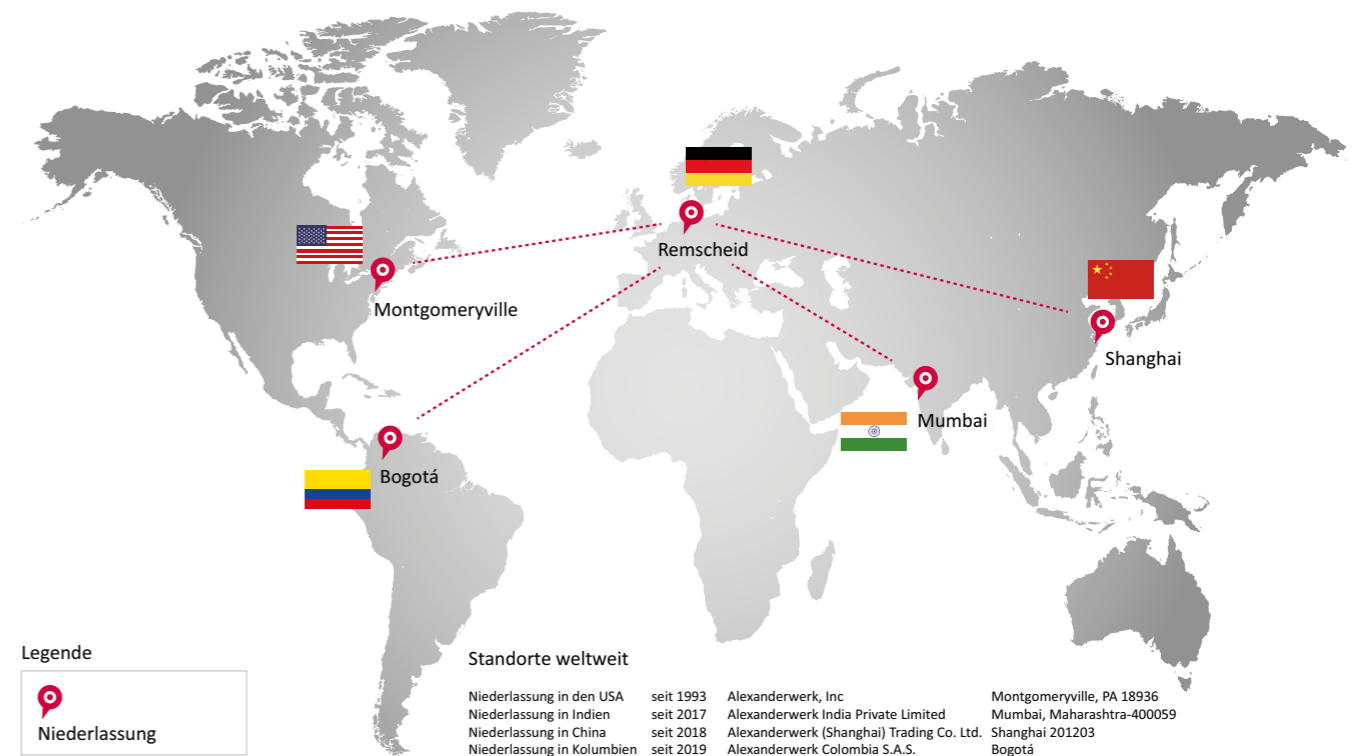 Remscheid
Montgomeryville
Shanghai
Mumbai
Bogotá
Legende
Niederlassung
Standorte weltweit
Niederlassung in den USA seit 1993 Alexanderwerk, Inc Montgomeryville, PA 18936
Niederlassung in Indien seit 2017 Alexanderwerk India Private Limited Mumbai, Maharashtra-400059
Niederlassung in China seit 2018 Alexanderwerk (Shanghai) Trading Co. Ltd. Shanghai 201203
Niederlassung in Kolumbien seit 2019 Alexanderwerk Colombia S.A.S. Bogotá